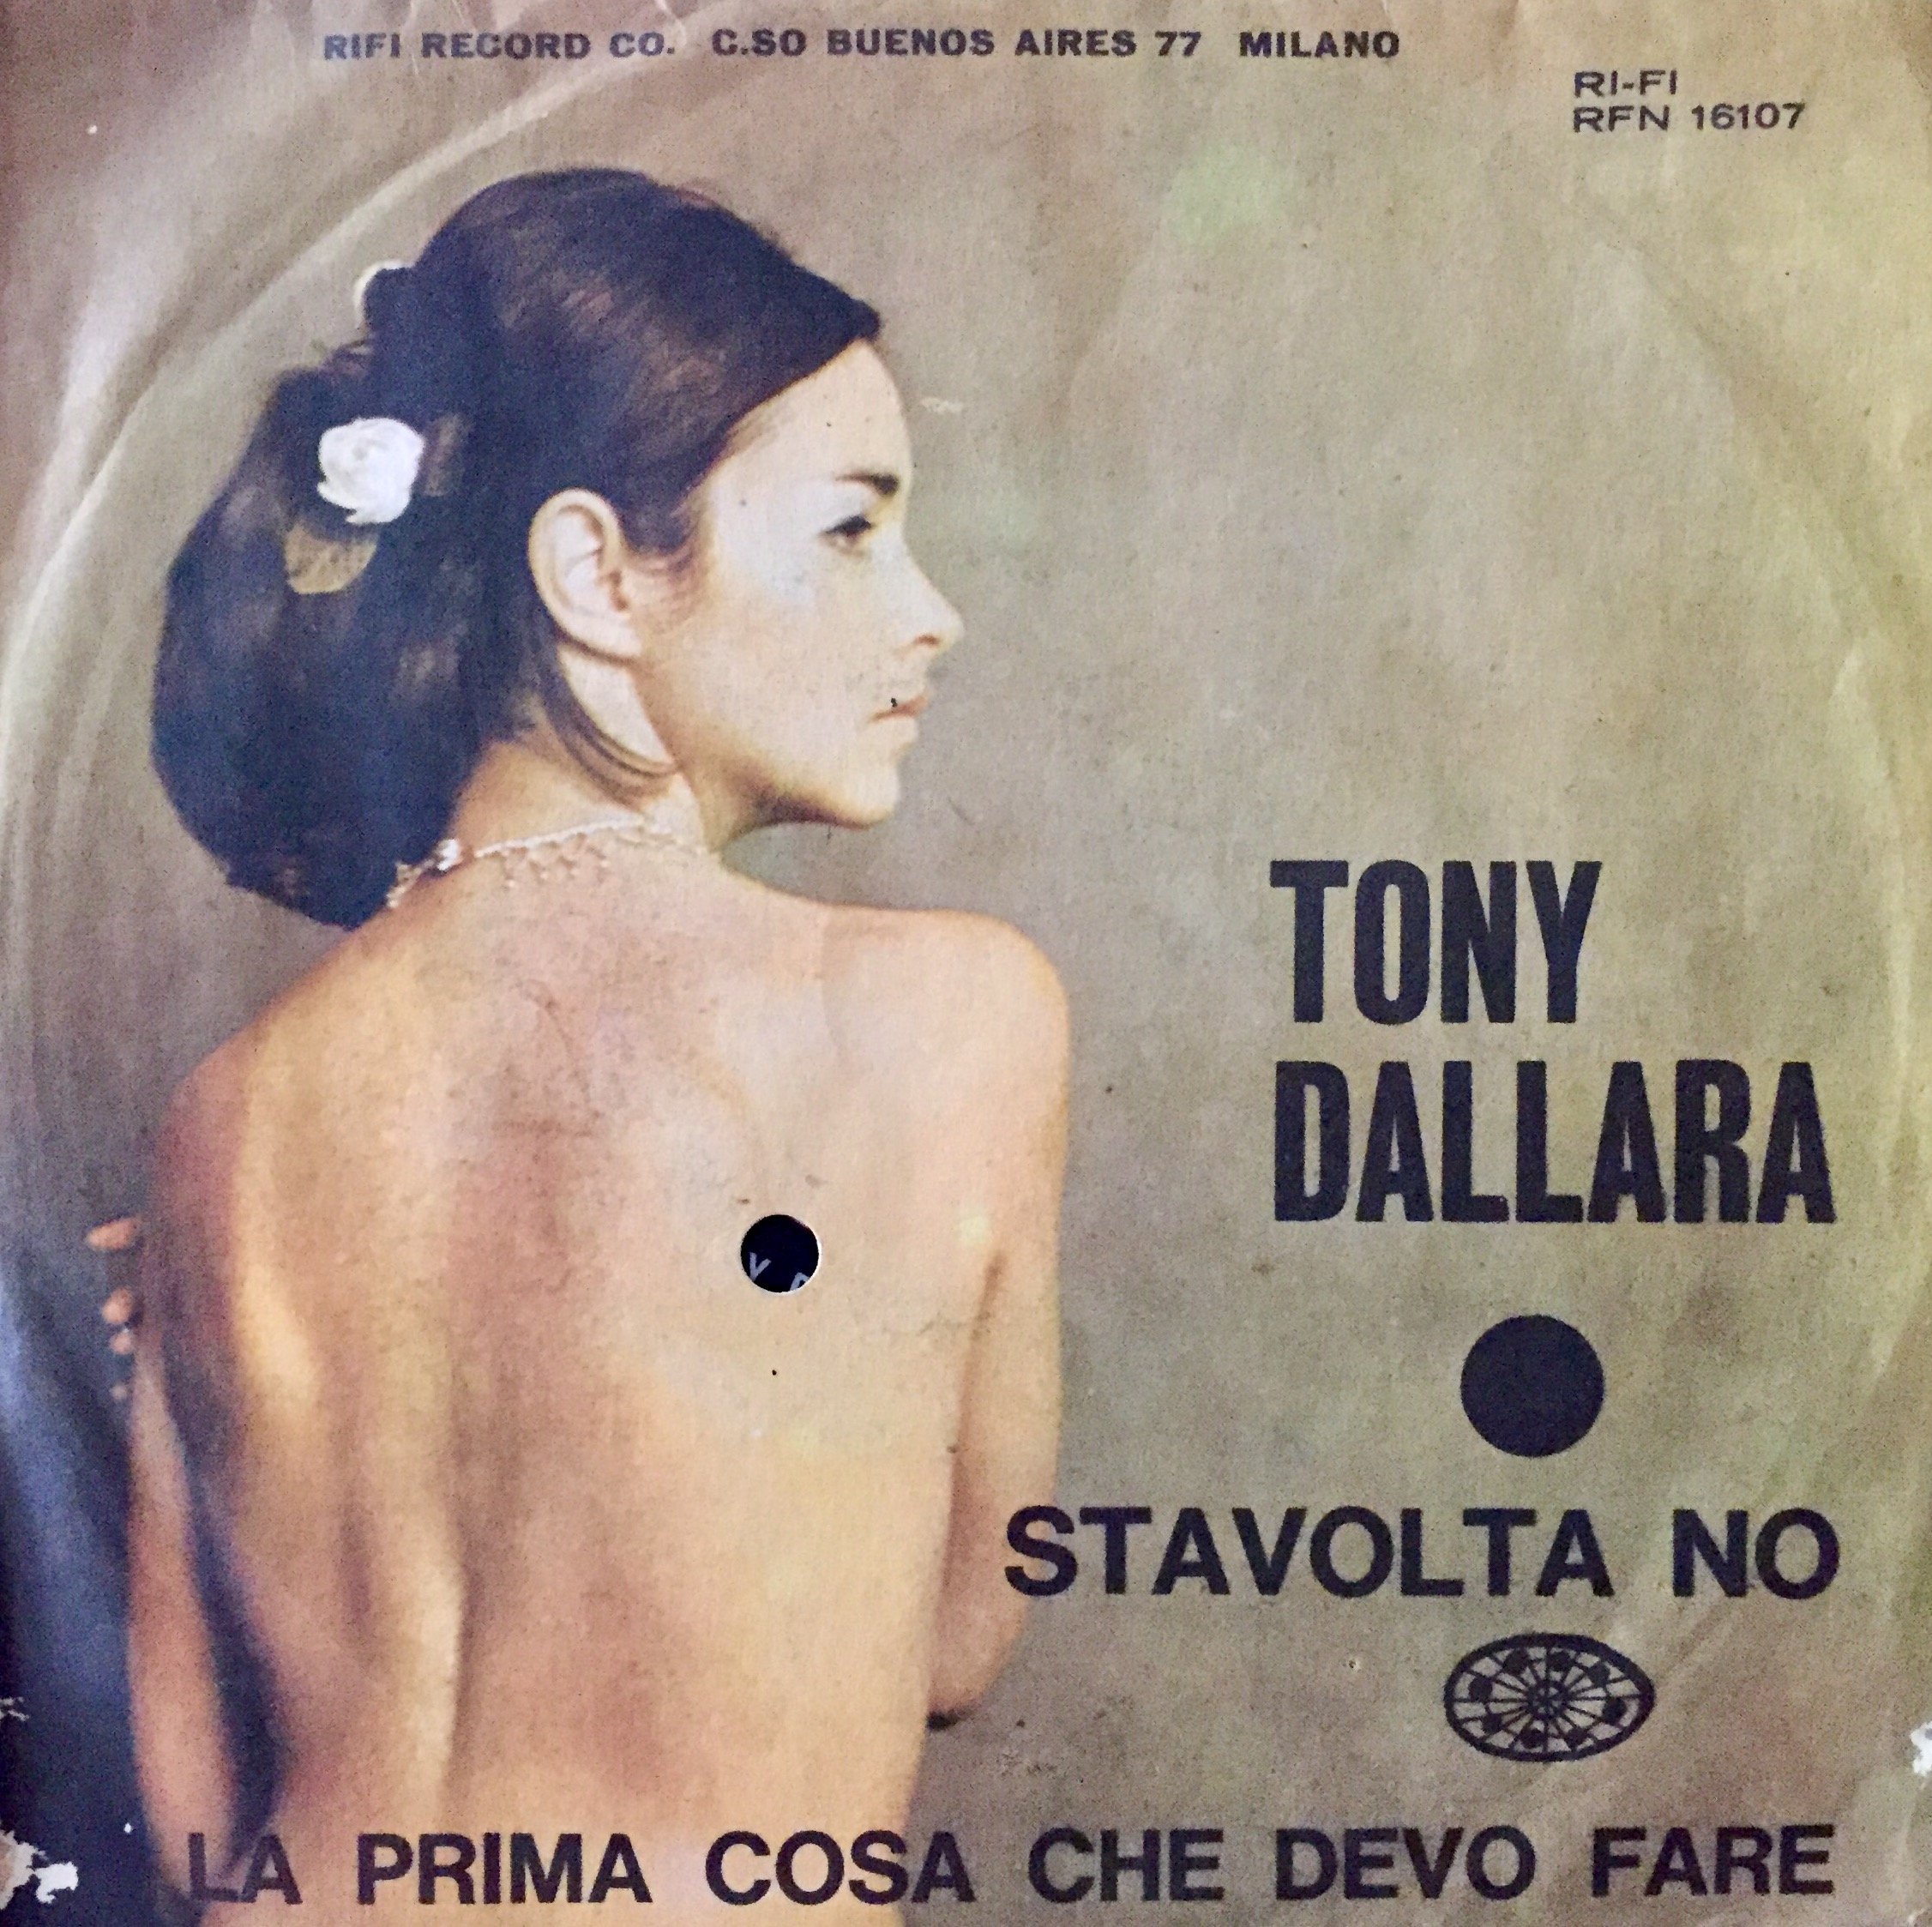 RIFI RECORD CO. C.SO BUENOS AIRES 77 MILANO
RI-FI
RFN 16107
TONY
DALLARA
STAVOLTA NO
LA PRIMA COSA CHE DEVO FARE